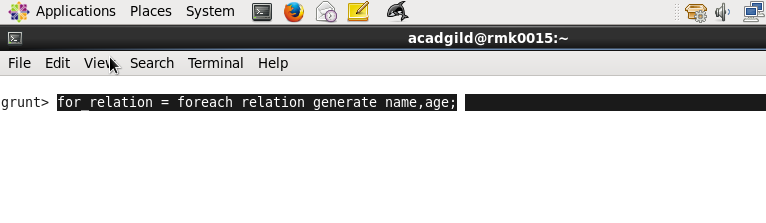 Applications Places System
acadgild@rmk0015:~
File Edit View Search Terminal Help
grunt> for_relation = foreach relation generate name,age;